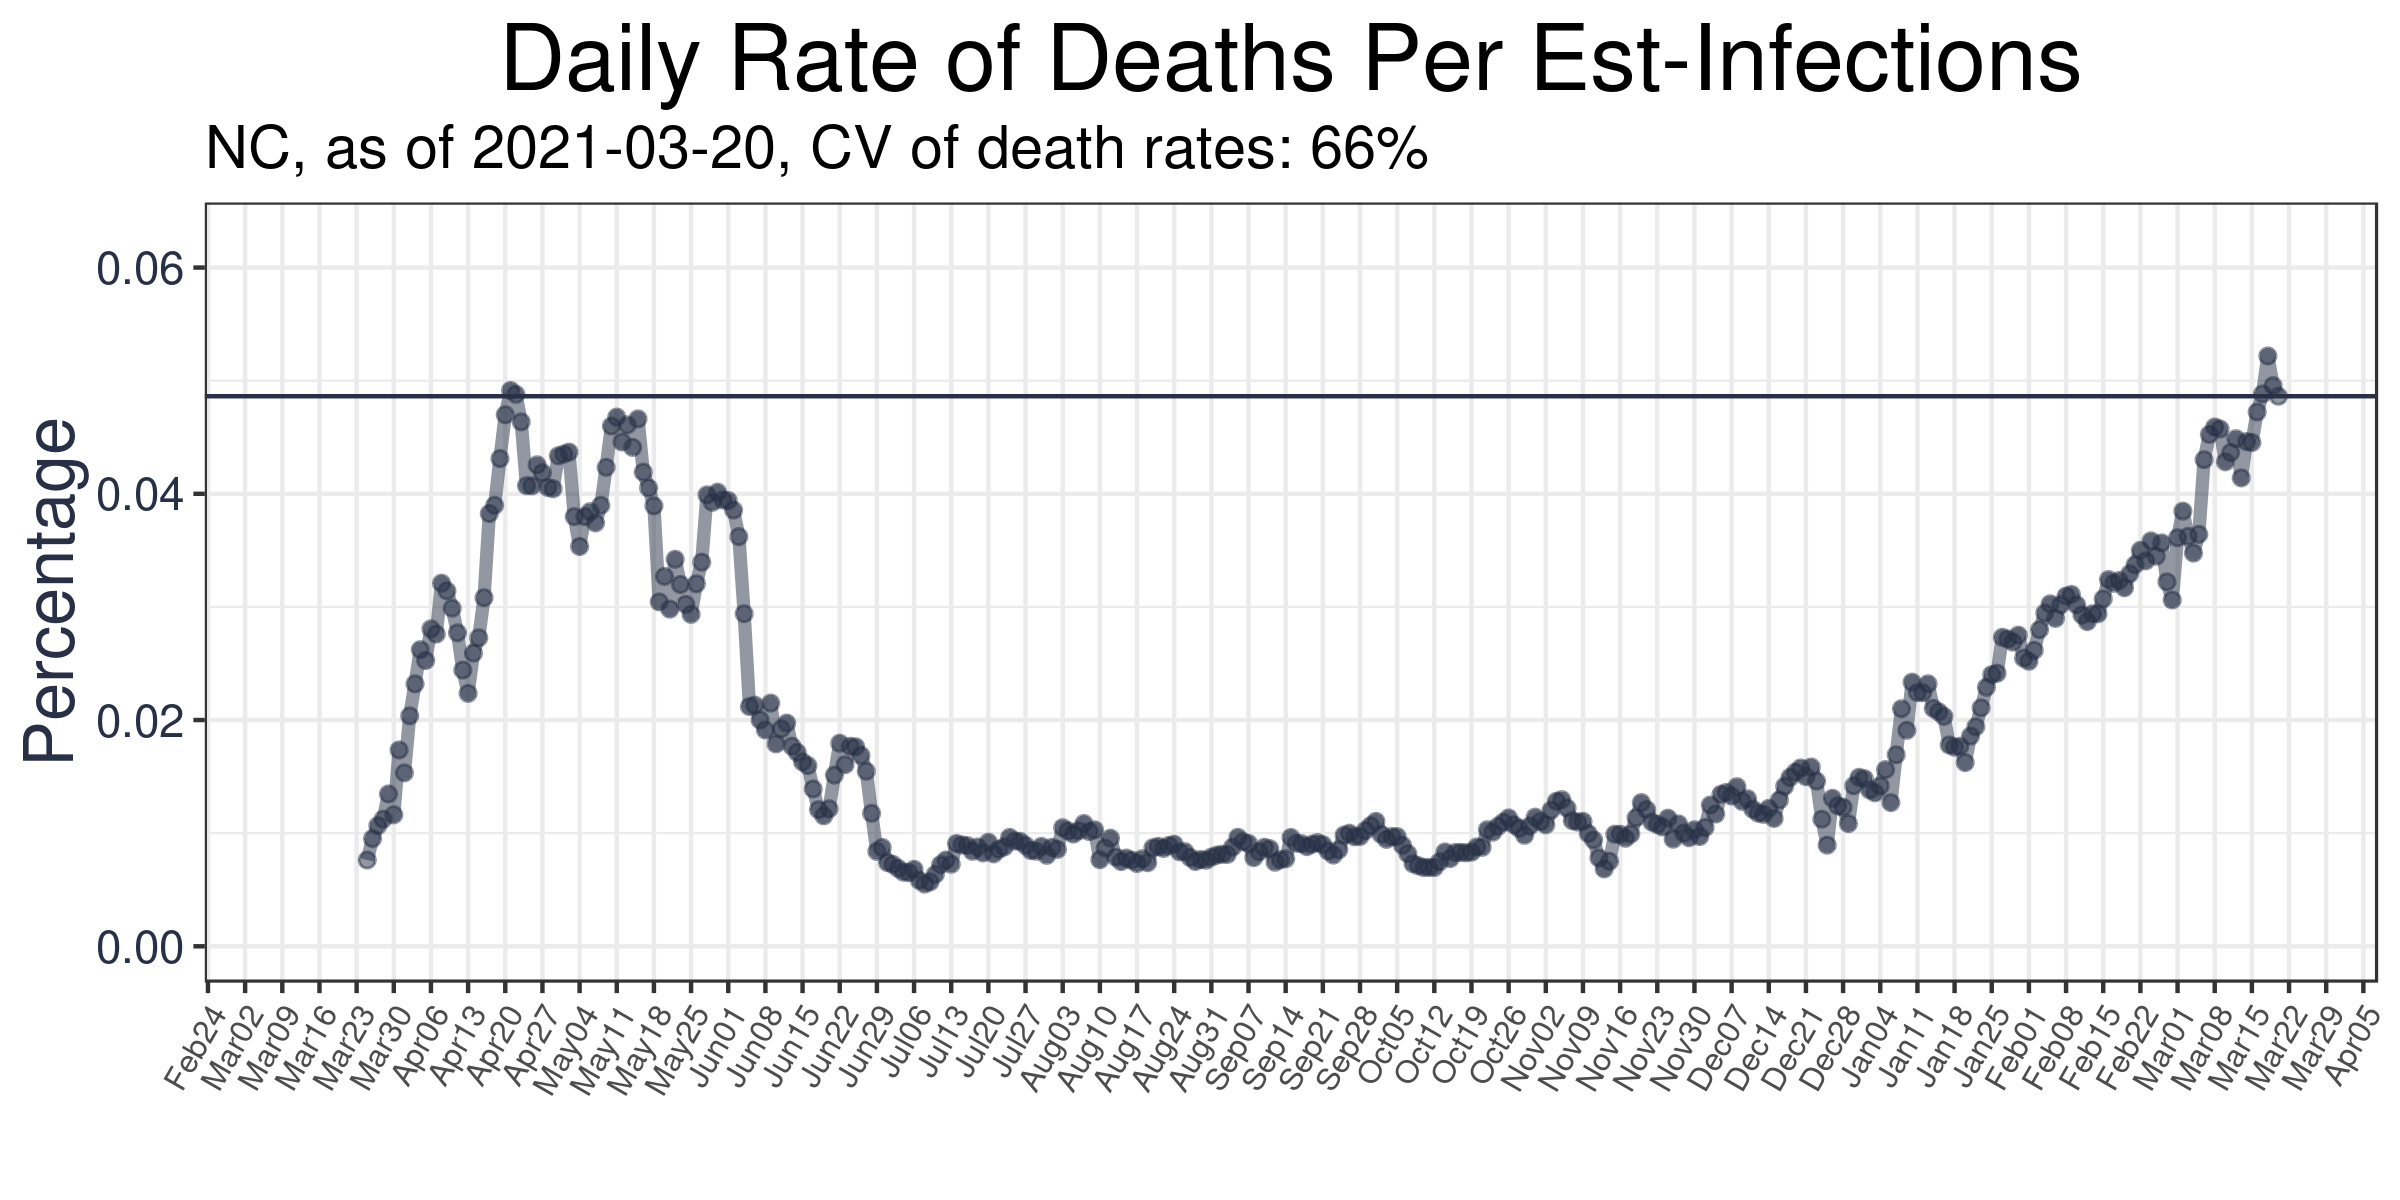 Daily Rate of Deaths Per Est-Infections
NC, as of 2021-03-20, CV of death rates: 66%
Percentage
0.06
0.04
0.02
0.00
Feb24
Mar02
Mar09
Mar16
Mar23
Mar30
Apr06
Apr13
Apr20
Apr27
May04
May11
May18
May25
Jun01
Jun08
Jun15
Jun22
Jun29
Jul06
Jul13
Jul20
Jul27
Aug03
Aug10
Aug17
Aug24
Aug31
Sep07
Sep14
Sep21
Sep28
Oct05
Oct12
Oct19
Oct26
Nov02
Nov09
Nov16
Nov23
Nov30
Dec07
Dec14
Dec21
Dec28
Jan04
Jan11
Jan18
Jan25
Feb01
Feb08
Feb15
Feb22
Mar01
Mar08
Mar15
Mar22
Mar29
Apr05